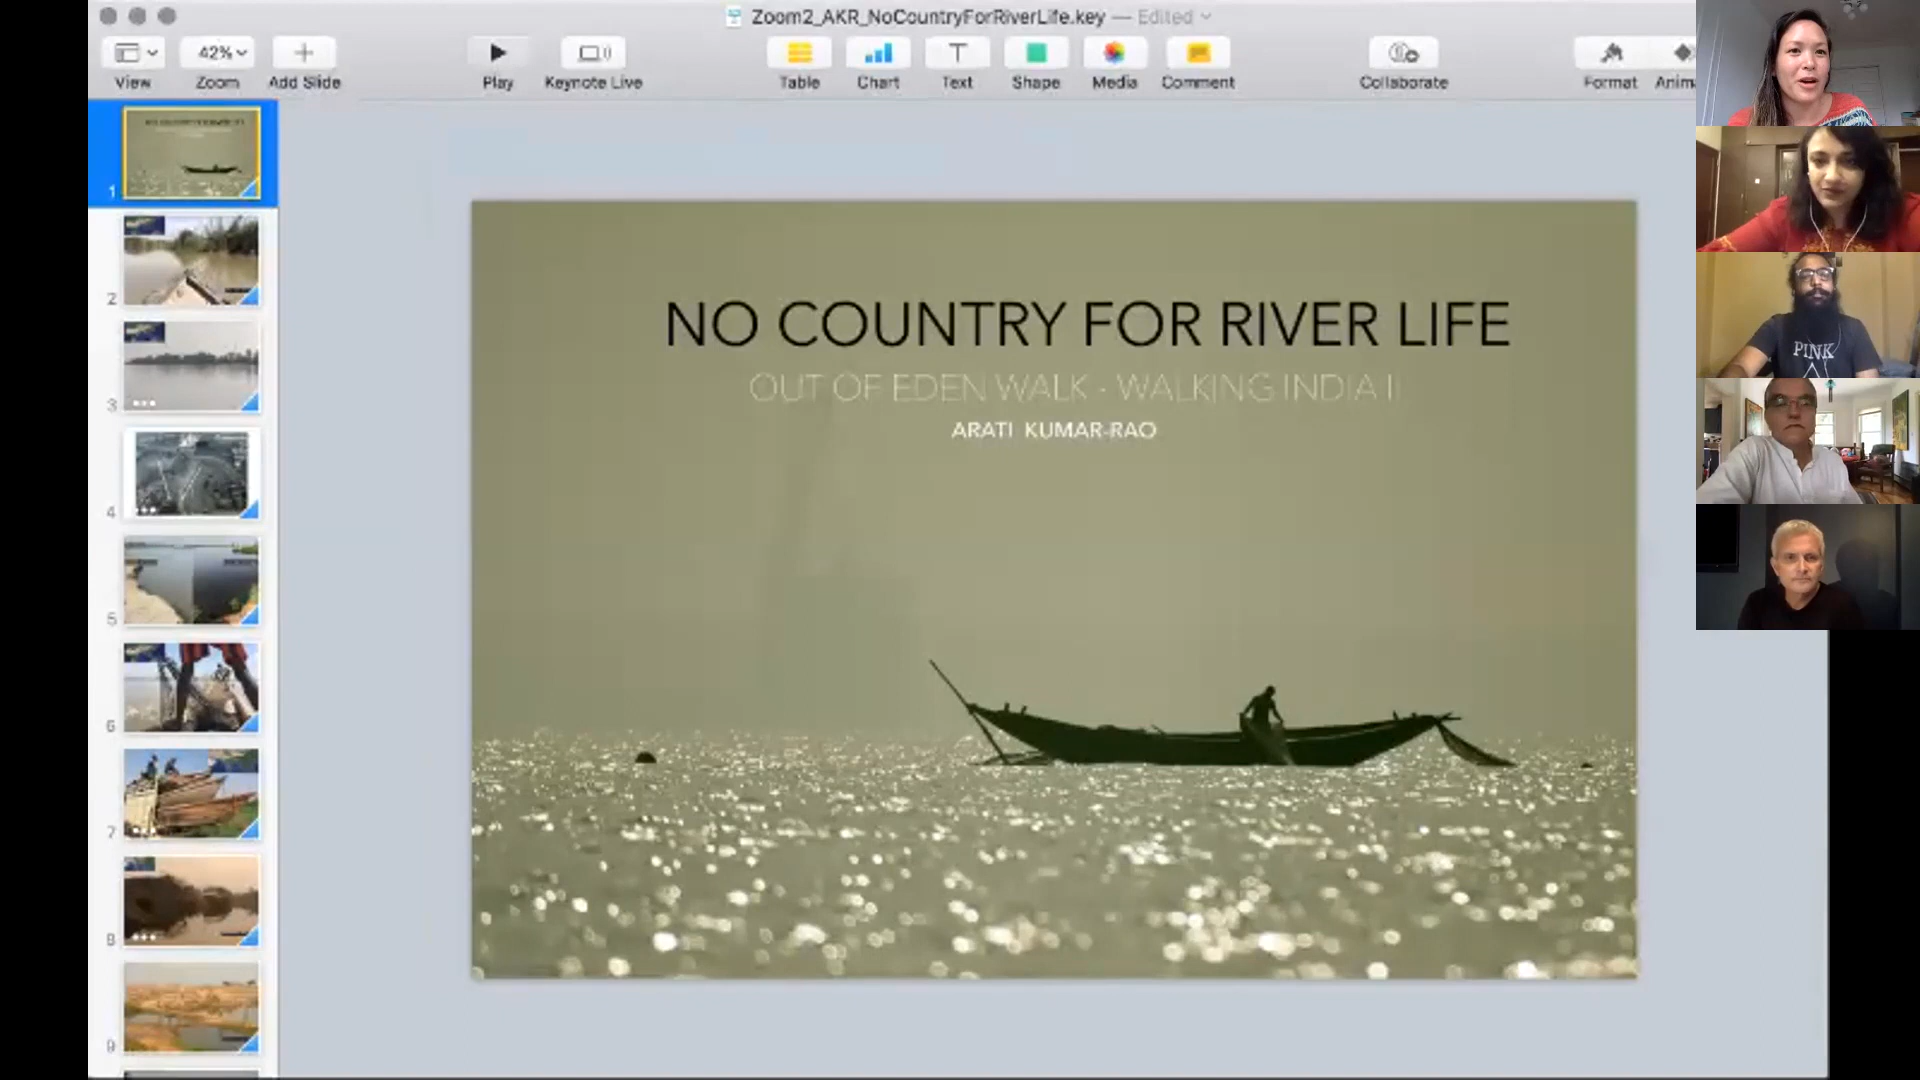 Zoom2_AKR_NoCountryForRiverLife.key — Edited
42%
View
Zoom
Add Slide
Play
Keynote Live
Table
Chart
Text
Shape
Media
Comment
Collaborate
Format
NO COUNTRY FOR RIVER LIFE
OUT OF EDEN WALK - WALKING INDIA II
ARATI KUMAR-RAO
1
2
3
4
5
6
7
8
9
PINK